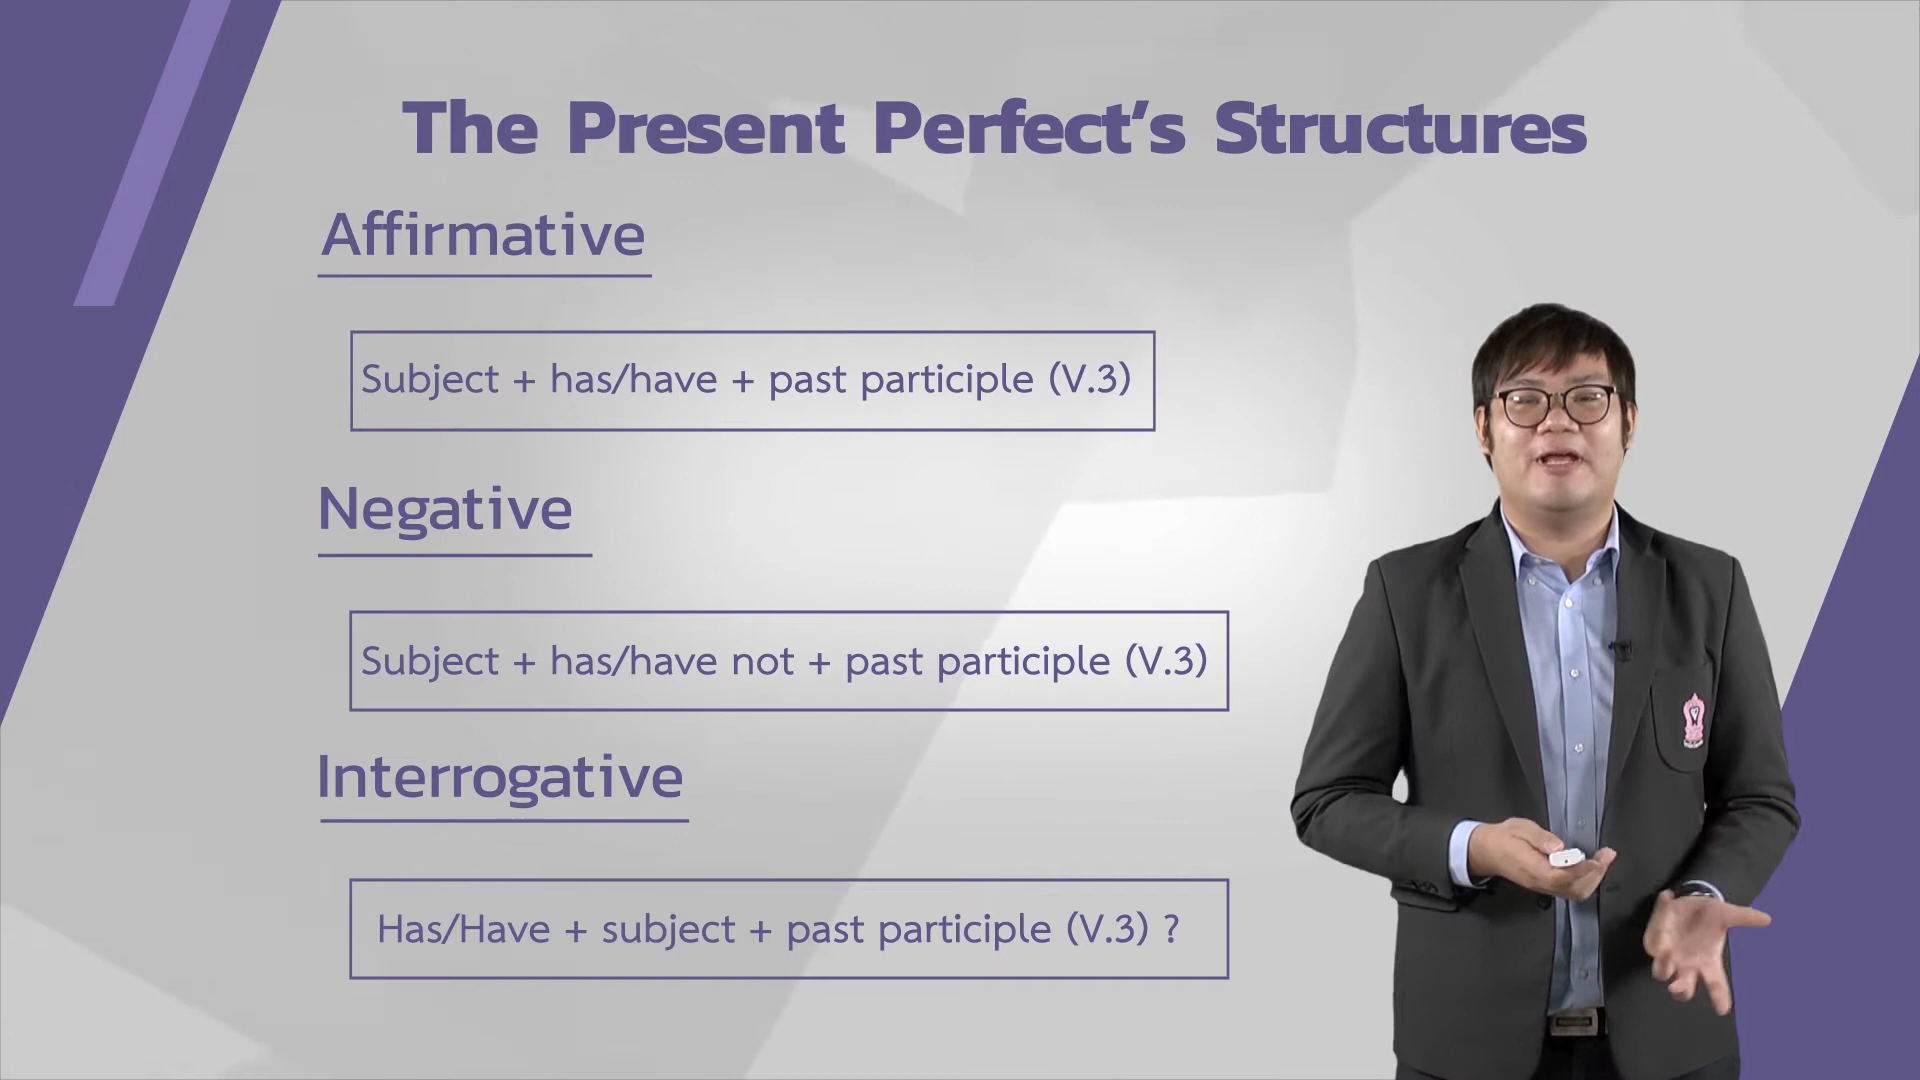 The Present Perfect’s Structures
Affirmative
Subject + has/have + past participle (V.3)
Negative
Subject + has/have not + past participle (V.3)
Interrogative
Has/Have + subject + past participle (V.3) ?